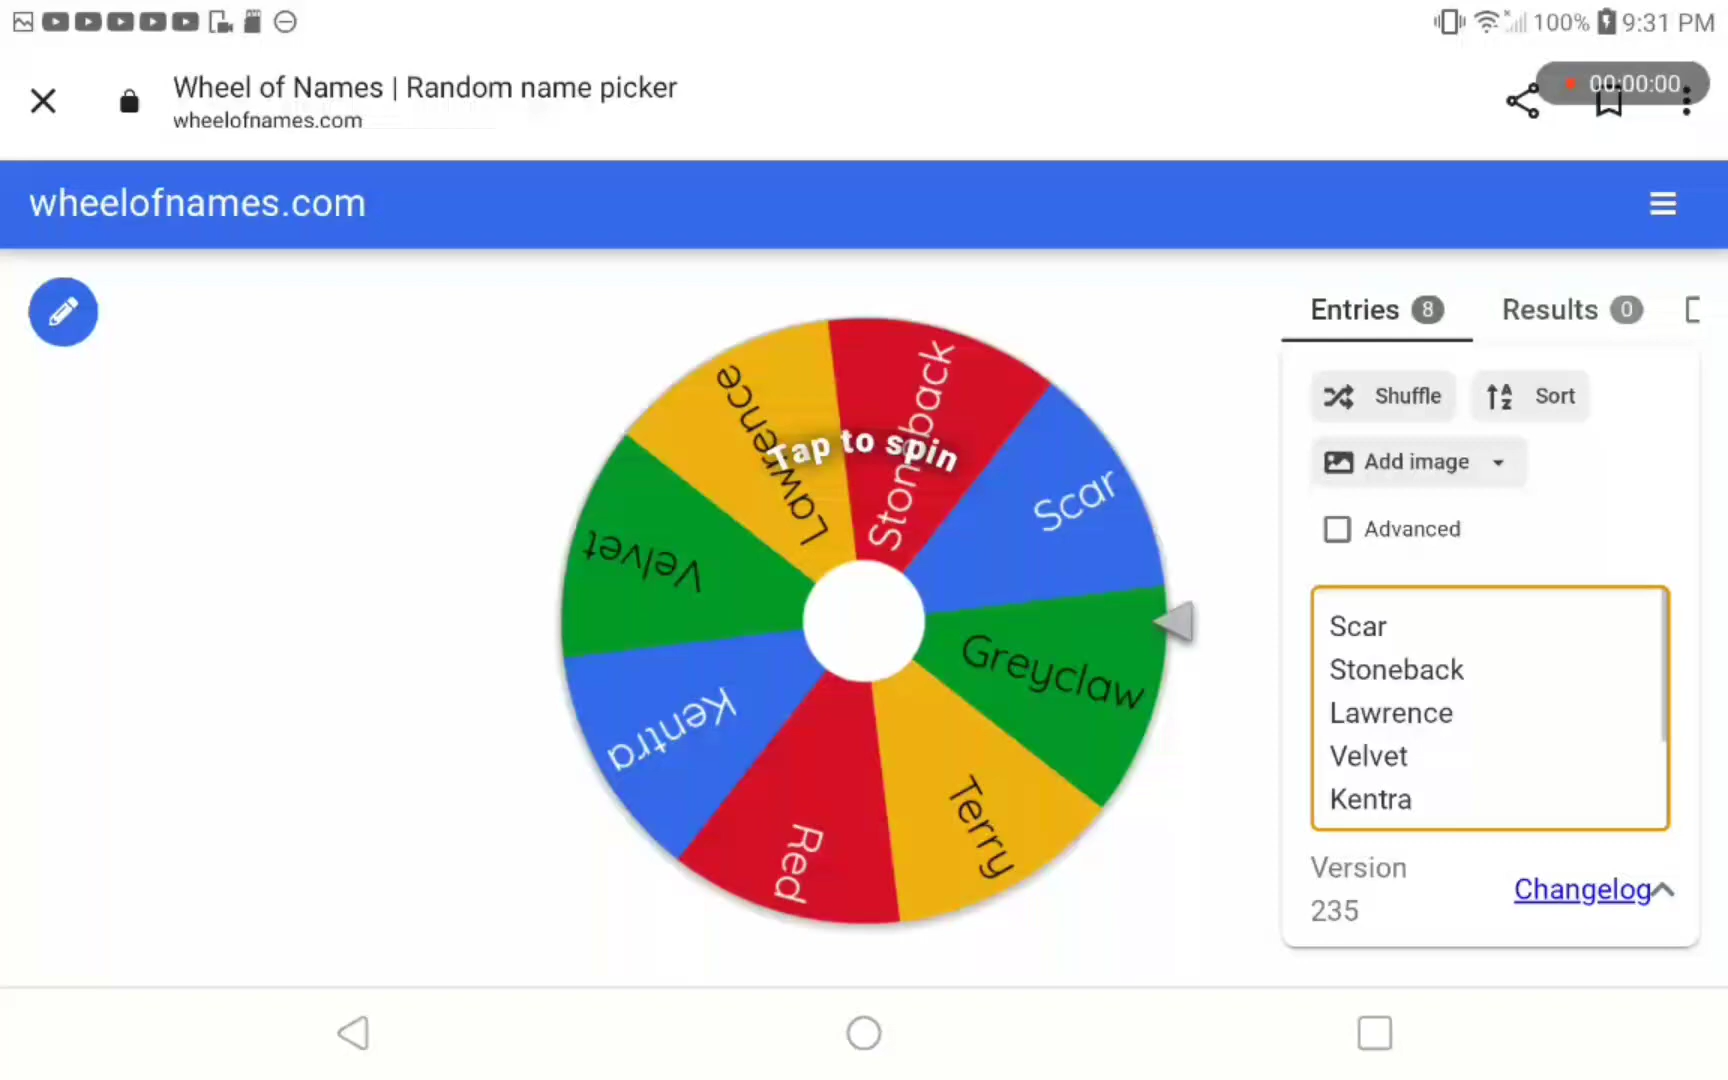 100% 9:31 PM
Wheel of Names | Random name picker
wheelofnames.com
00:00:00
wheelofnames.com
Entries 8 Results 0
Shuffle Sort
Add image
Advanced
Scar
Stoneback
Lawrence
Velvet
Kentra
Version
235
Changelog
Tap to spin
Lawrence
Stoneback
Scar
Velvet
Greyclaw
Kentra
Terry
Red